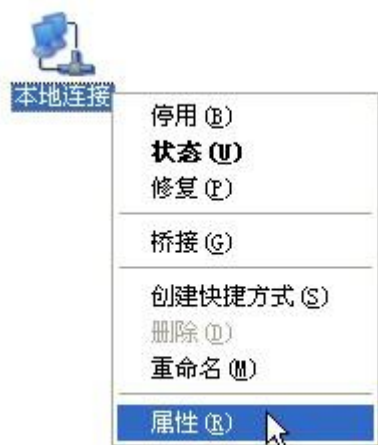 本地连接
停用(B)
状态(U)
修复(P)
桥接(G)
创建快捷方式(S)
删除(D)
重命名(M)
属性(R)